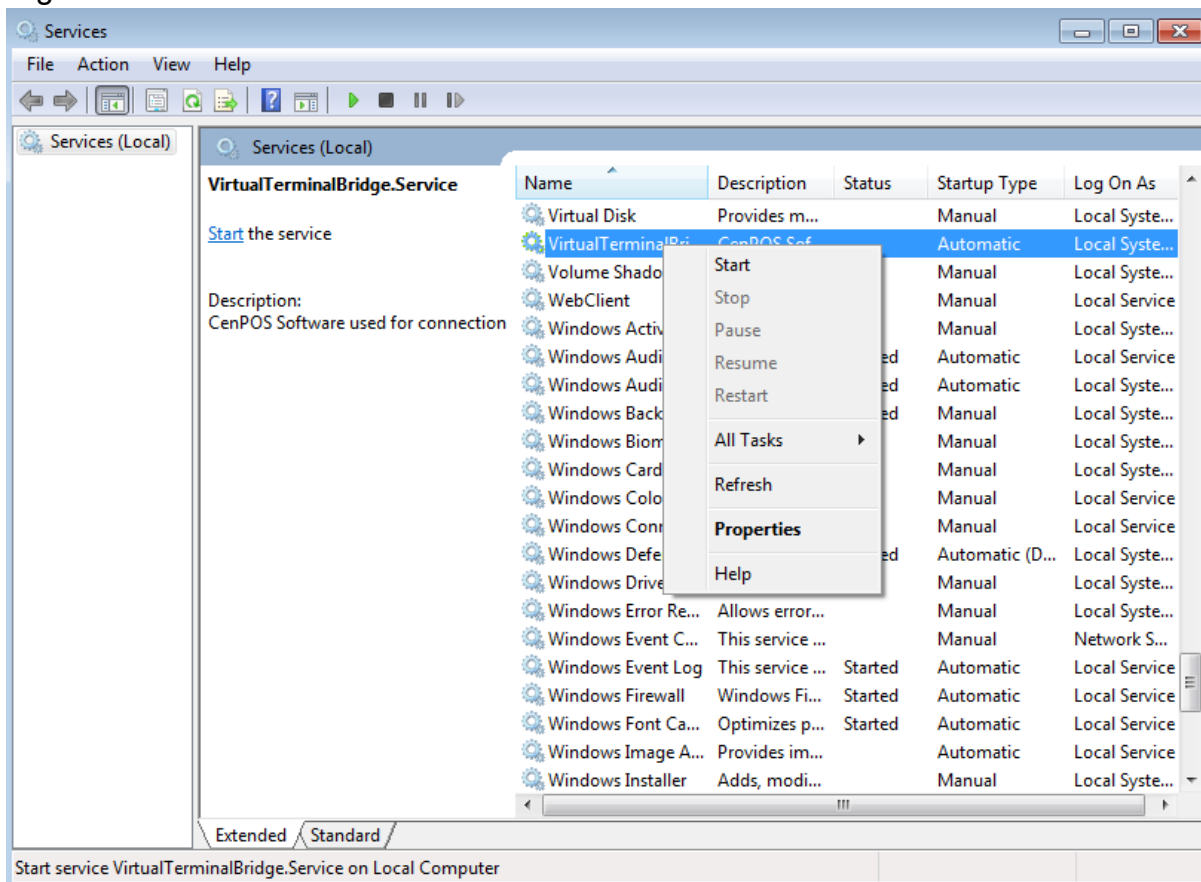 Services
File Action View Help
Services (Local)
Services (Local)
VirtualTerminalBridge.Service
Start the service
Description:
CenPOS Software used for connection
Name Description Status Startup Type Log On As
Virtual Disk Provides m... Manual Local Syste...
VirtualTerminalBri... CenPOS Sof... Automatic Local Syste...
Volume Shado Manual Local Syste...
WebClient Manual Local Service
Windows Activ Manual Local Syste...
Windows Audi ed Automatic Local Service
Windows Audi ed Automatic Local Syste...
Windows Back ed Manual Local Syste...
Windows Biom Manual Local Syste...
Windows Card Manual Local Syste...
Windows Colo Manual Local Service
Windows Conn Manual Local Service
Windows Defe ed Automatic (D... Local Syste...
Windows Drive Manual Local Syste...
Windows Error Re... Allows error... Manual Local Syste...
Windows Event C... This service ... Manual Network S...
Windows Event Log This service ... Started Automatic Local Service
Windows Firewall Windows Fi... Started Automatic Local Service
Windows Font Ca... Optimizes p... Started Automatic Local Service
Windows Image A... Provides im... Automatic Local Service
Windows Installer Adds, modi... Manual Local Syste...
Start
Stop
Pause
Resume
Restart
All Tasks
Refresh
Properties
Help
Extended Standard
Start service VirtualTerminalBridge.Service on Local Computer